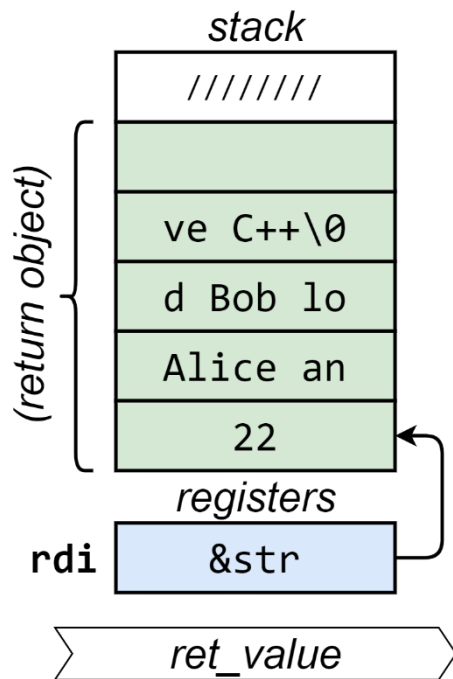 stack
////////
(return object)
ve C++\0
d Bob lo
Alice an
22
registers
rdi
&str
ret_value